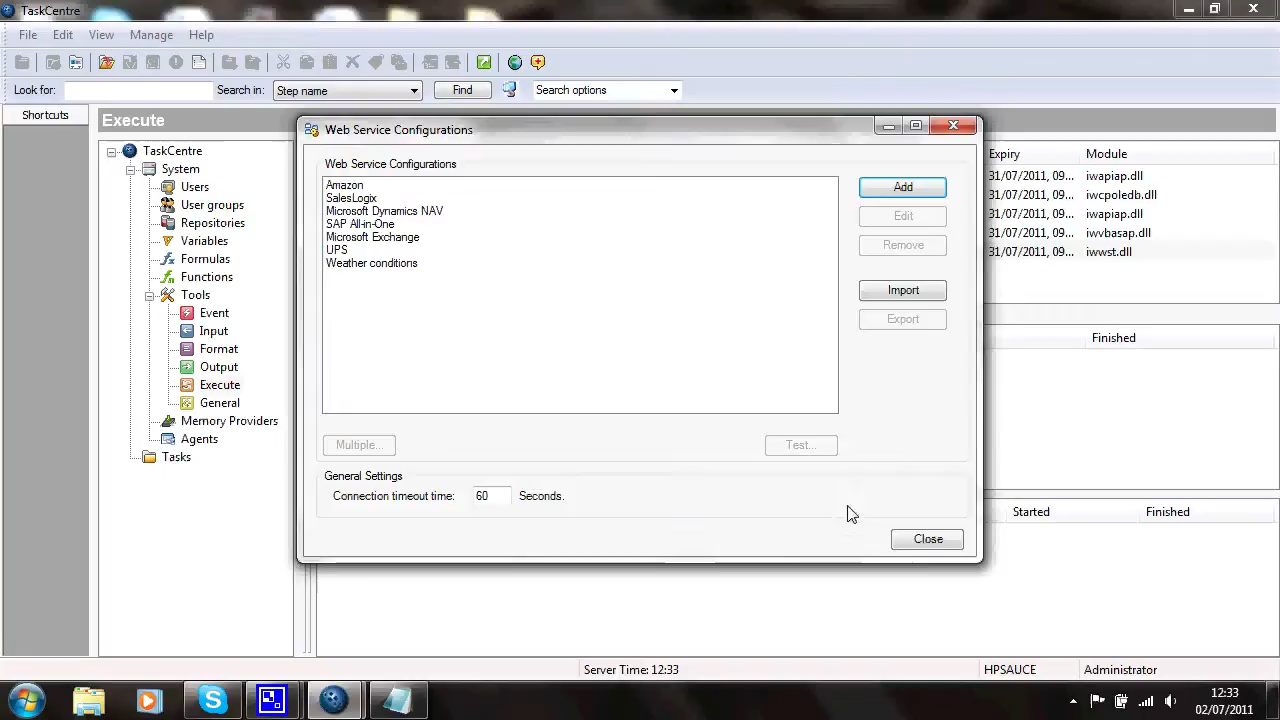 TaskCentre
File Edit View Manage Help
Look for: Search in: Step name Find Search options
Shortcuts
Execute
TaskCentre
System
Users
User groups
Repositories
Variables
Formulas
Functions
Tools
Event
Input
Format
Output
Execute
General
Memory Providers
Agents
Tasks
Web Service Configurations
Web Service Configurations
Amazon
SalesLogix
Microsoft Dynamics NAV
SAP All-in-One
Microsoft Exchange
UPS
Weather conditions
Add
Edit
Remove
Import
Export
Multiple... Test...
General Settings
Connection timeout time: 60 Seconds.
Close
Expiry Module
31/07/2011, 09... iwapiap.dll
31/07/2011, 09... iwcpoledb.dll
31/07/2011, 09... iwapiap.dll
31/07/2011, 09... iwvbasap.dll
31/07/2011, 09... iwwst.dll
Finished
Started Finished
Server Time: 12:33 HPSAUCE Administrator
12:33
02/07/2011